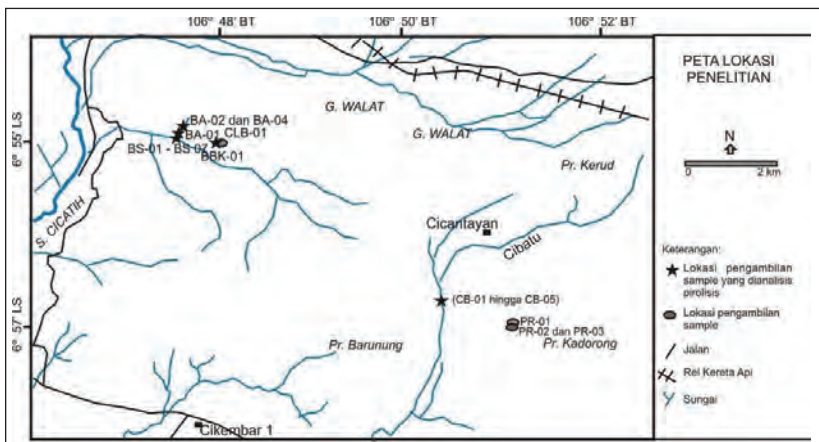 106° 48' BT
106° 50' BT
106° 52' BT
PETA LOKASI
PENELITIAN
N
0 2 km
6° 55' LS
6° 57' LS
BA-02 dan BA-04
BA-01
CLB-01
BS-01 - BS 07
BBK-01
G. WALAT
G. WALAT
Pr. Kerud
S. CICATIH
Cicantayan
Cibatu
(CB-01 hingga CB-05)
PR-01
PR-02 dan PR-03
Pr. Barunung
Pr. Kadorong
Cikembar 1
Keterangan:
Lokasi pengambilan
sample yang dianalisis
pirolisis
Lokasi pengambilan
sample
Jalan
Rel Kereta Api
Sungai